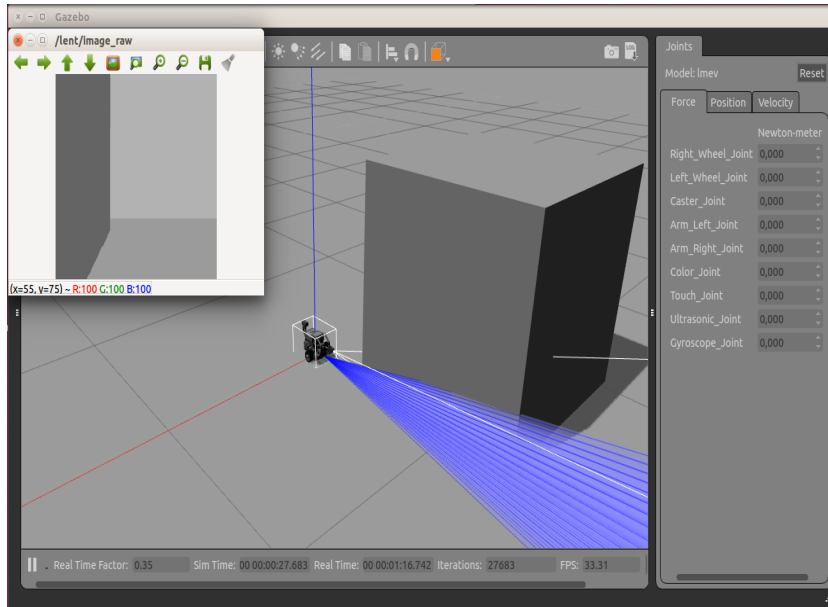 Gazebo
/lent/image_raw
(x=55, y=75) ~ R:100 G:100 B:100
LOG
Joints
Model: lmev
Reset
Force Position Velocity
Newton-meter
Right_Wheel_Joint 0,000
Left_Wheel_Joint 0,000
Caster_Joint 0,000
Arm_Left_Joint 0,000
Arm_Right_Joint 0,000
Color_Joint 0,000
Touch_Joint 0,000
Ultrasonic_Joint 0,000
Gyroscope_Joint 0,000
Real Time Factor: 0.35 Sim Time: 00 00:00:27.683 Real Time: 00 00:01:16.742 Iterations: 27683 FPS: 33.31